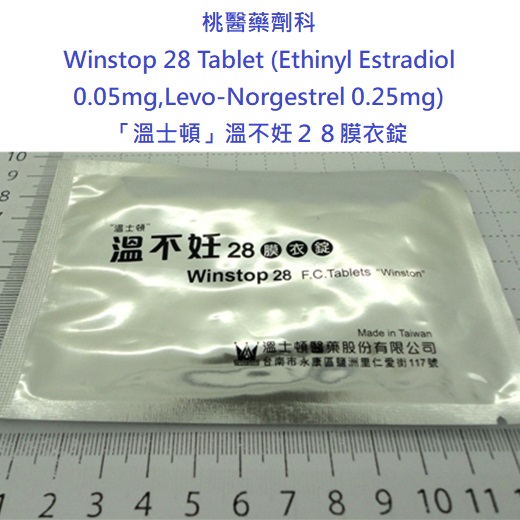 桃醫藥劑科
Winstop 28 Tablet (Ethinyl Estradiol
0.05mg,Levo-Norgestrel 0.25mg)
「溫士頓」溫不妊２８膜衣錠
10
9
8
"溫士頓"
溫不妊 28 膜衣錠
Winstop 28 F.C.Tablets "Winston"
Made in Taiwan
溫士頓醫藥股份有限公司
台南市永康區鹽洲里仁愛街117號
1 2 3 4 5 6 7 8 9 10 11